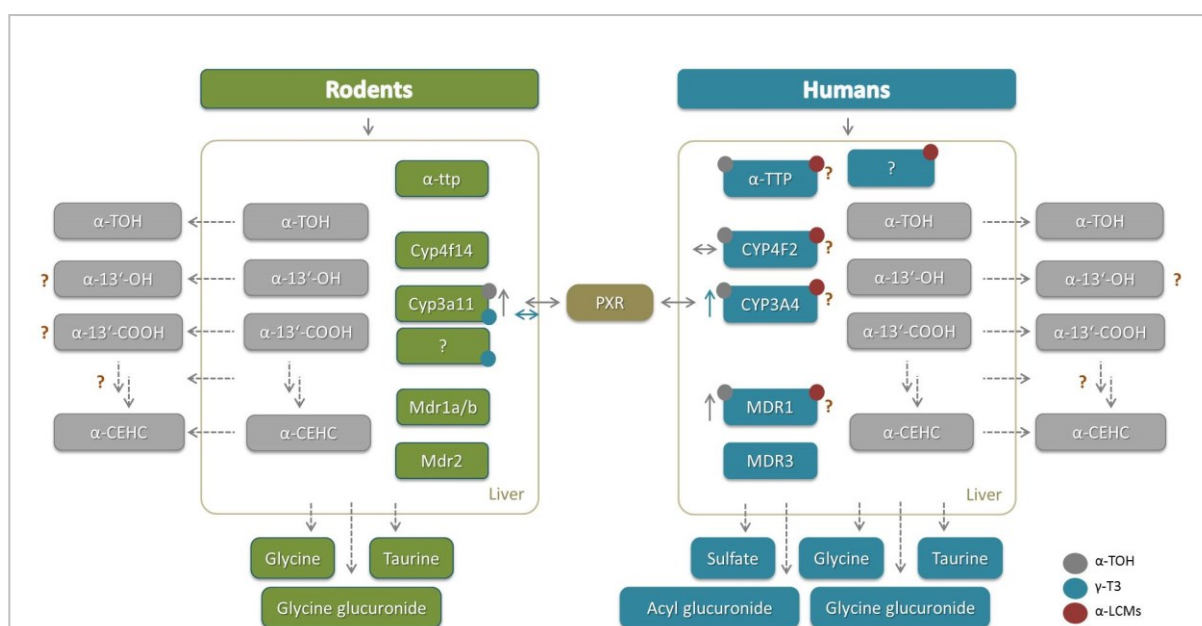 Rodents
Humans
α-ttp
α-TTP
?
?
α-TOH
α-TOH
α-TOH
α-TOH
Cyp4f14
CYP4F2
?
?
α-13′-OH
α-13′-OH
α-13′-OH
α-13′-OH
?
Cyp3a11
PXR
CYP3A4
?
?
α-13′-COOH
α-13′-COOH
?
α-13′-COOH
α-13′-COOH
?
?
Mdr1a/b
MDR1
?
α-CEHC
α-CEHC
α-CEHC
α-CEHC
Mdr2
MDR3
Liver
Liver
Glycine
Taurine
Sulfate
Glycine
Taurine
Glycine glucuronide
Acyl glucuronide
Glycine glucuronide
α-TOH
γ-T3
α-LCMs